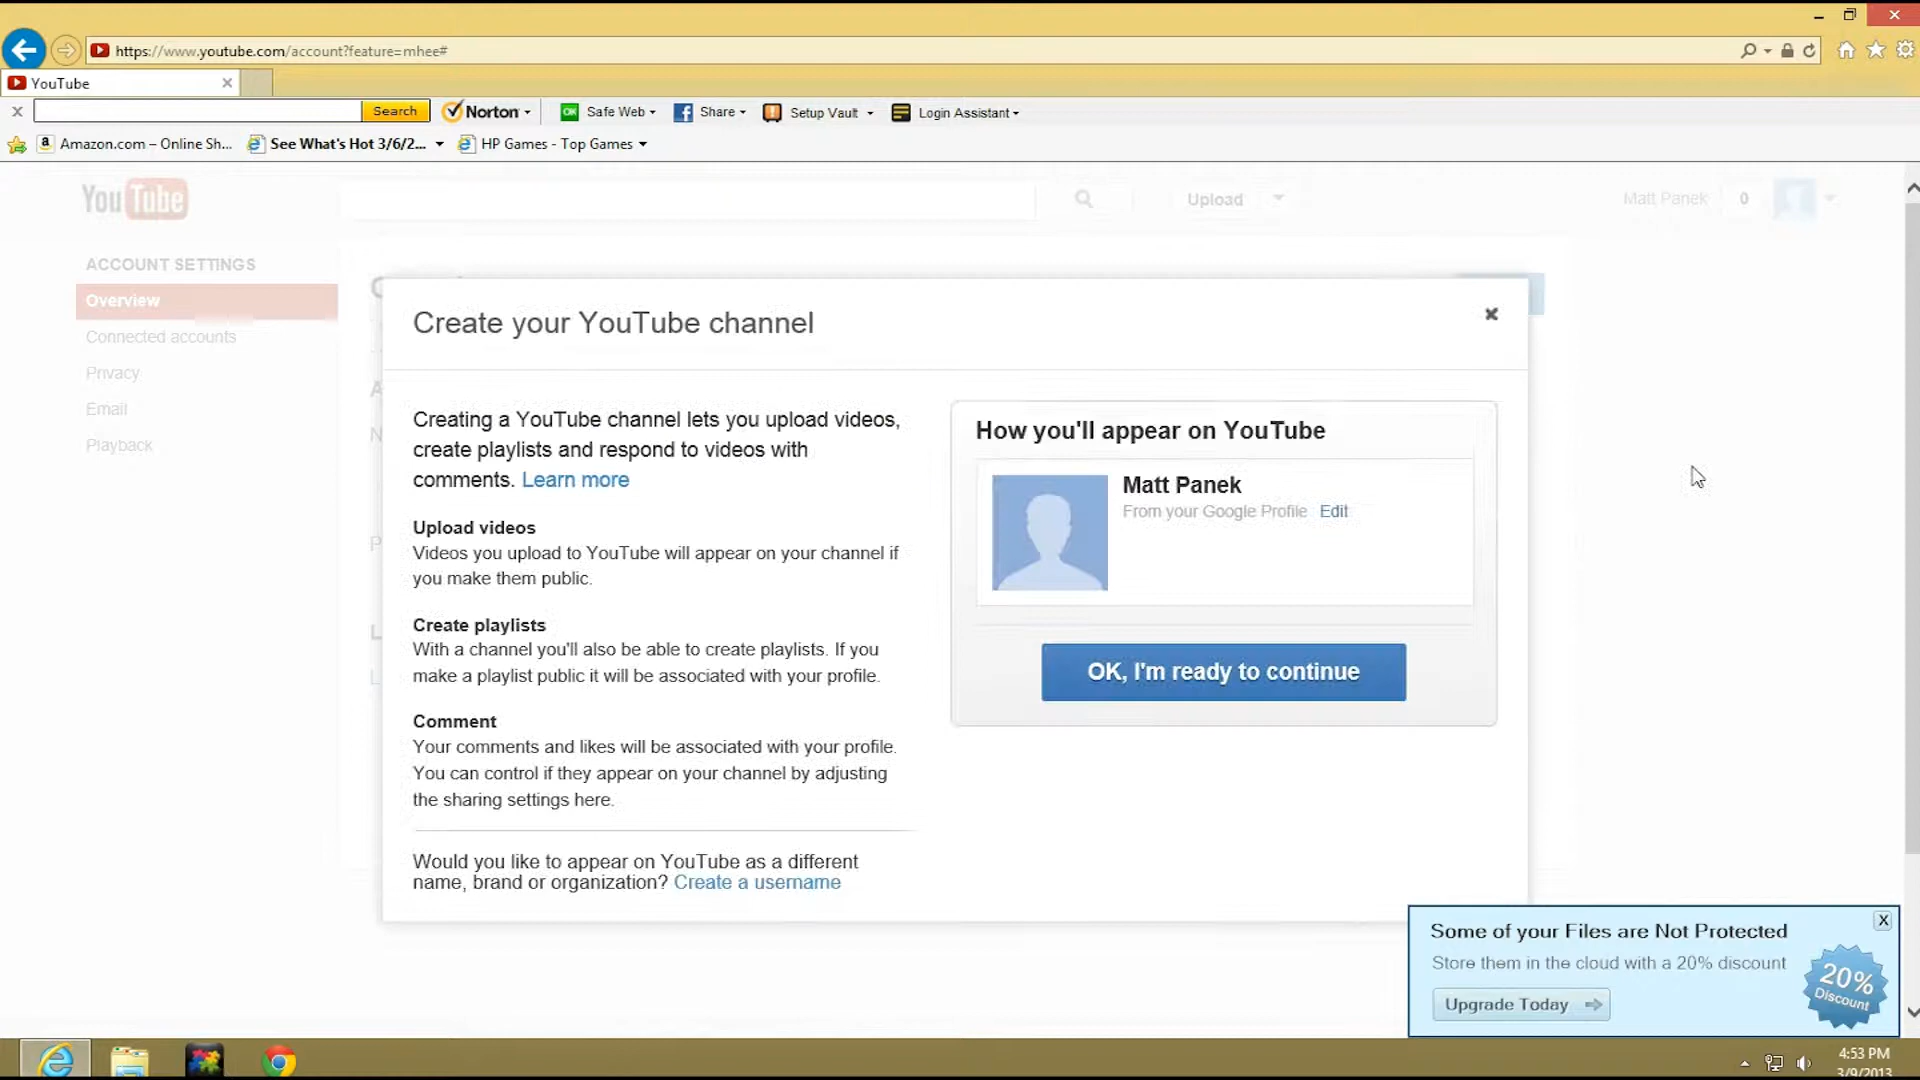 https://www.youtube.com/account?feature=mhee#
YouTube
Search
Norton
Safe Web
Share
Setup Vault
Login Assistant
Amazon.com – Online Sh...
See What's Hot 3/6/2...
HP Games - Top Games
YouTube
Upload
Matt Panek
0
ACCOUNT SETTINGS
Overview
Connected accounts
Privacy
Email
Playback
Create your YouTube channel
Creating a YouTube channel lets you upload videos,
create playlists and respond to videos with
comments. Learn more
Upload videos
Videos you upload to YouTube will appear on your channel if
you make them public.
Create playlists
With a channel you'll also be able to create playlists. If you
make a playlist public it will be associated with your profile.
Comment
Your comments and likes will be associated with your profile.
You can control if they appear on your channel by adjusting
the sharing settings here.
Would you like to appear on YouTube as a different
name, brand or organization? Create a username
How you'll appear on YouTube
Matt Panek
From your Google Profile Edit
OK, I'm ready to continue
Some of your Files are Not Protected
Store them in the cloud with a 20% discount
Upgrade Today
20%
Discount
4:53 PM
3/9/2013